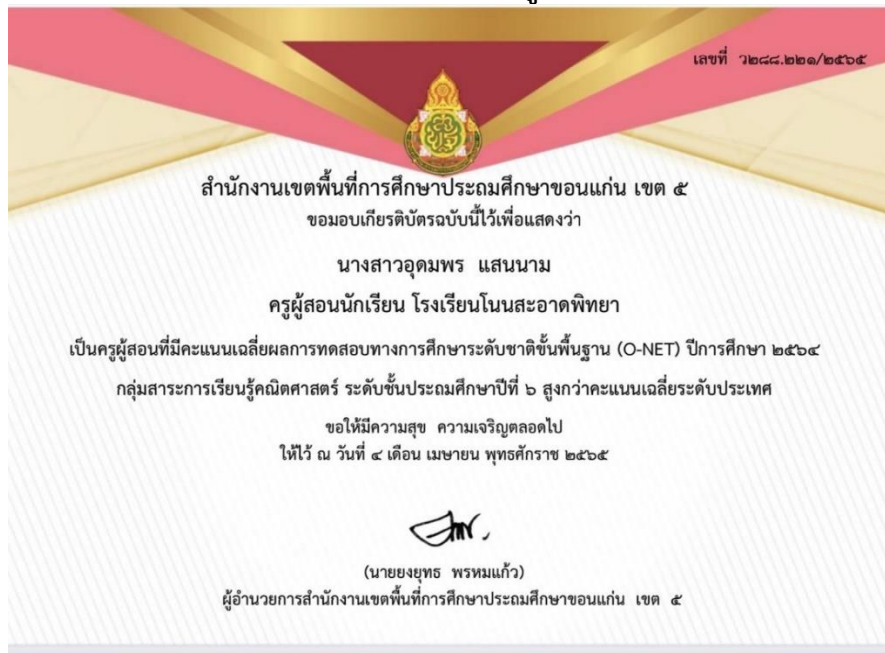 เลขที่ ว๒๘๘.๒๒๑/๒๕๖๕
สำนักงานเขตพื้นที่การศึกษาประถมศึกษาขอนแก่น เขต ๕
ขอมอบเกียรติบัตรฉบับนี้ไว้เพื่อแสดงว่า
นางสาวอุดมพร แสนนาม
ครูผู้สอนนักเรียน โรงเรียนโนนสะอาดพิทยา
เป็นครูผู้สอนที่มีคะแนนเฉลี่ยผลการทดสอบทางการศึกษาระดับชาติขั้นพื้นฐาน (O-NET) ปีการศึกษา ๒๕๖๔
กลุ่มสาระการเรียนรู้คณิตศาสตร์ ระดับชั้นประถมศึกษาปีที่ ๖ สูงกว่าคะแนนเฉลี่ยระดับประเทศ
ขอให้มีความสุข ความเจริญตลอดไป
ให้ไว้ ณ วันที่ ๔ เดือน เมษายน พุทธศักราช ๒๕๖๕
(นายยงยุทธ พรหมแก้ว)
ผู้อำนวยการสำนักงานเขตพื้นที่การศึกษาประถมศึกษาขอนแก่น เขต ๕